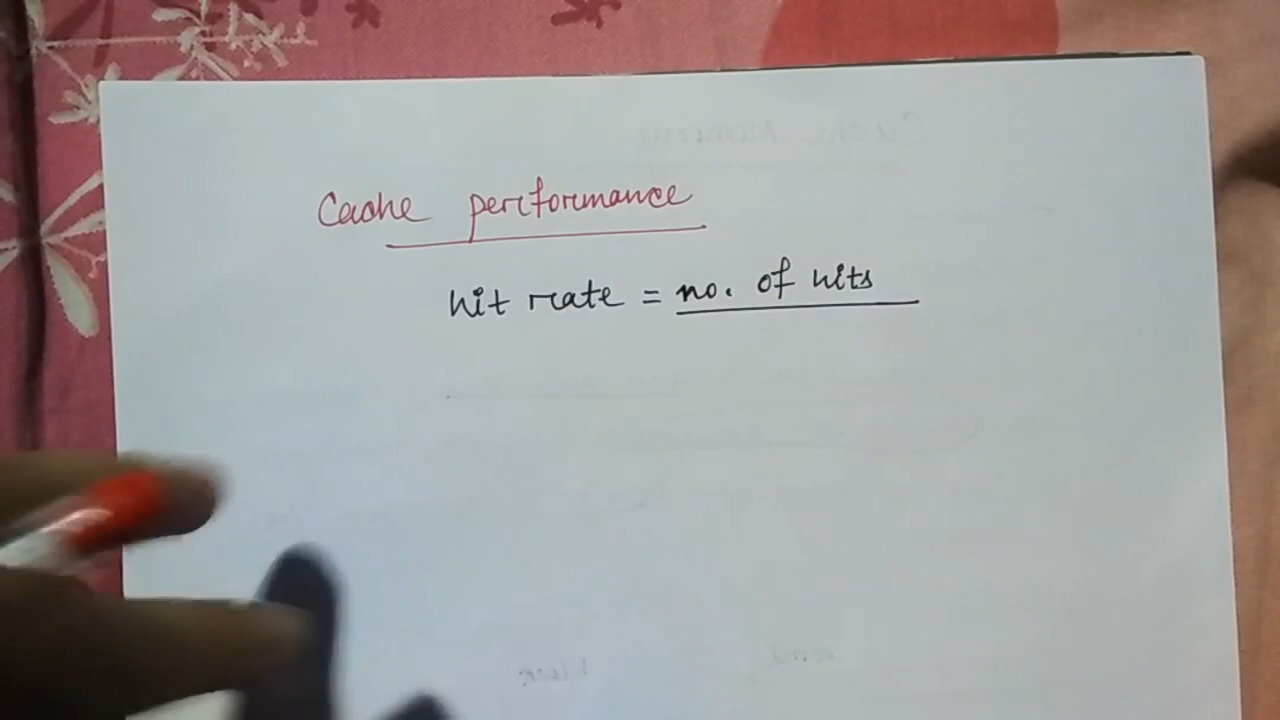 Cache performance
hit rate = no. of hits